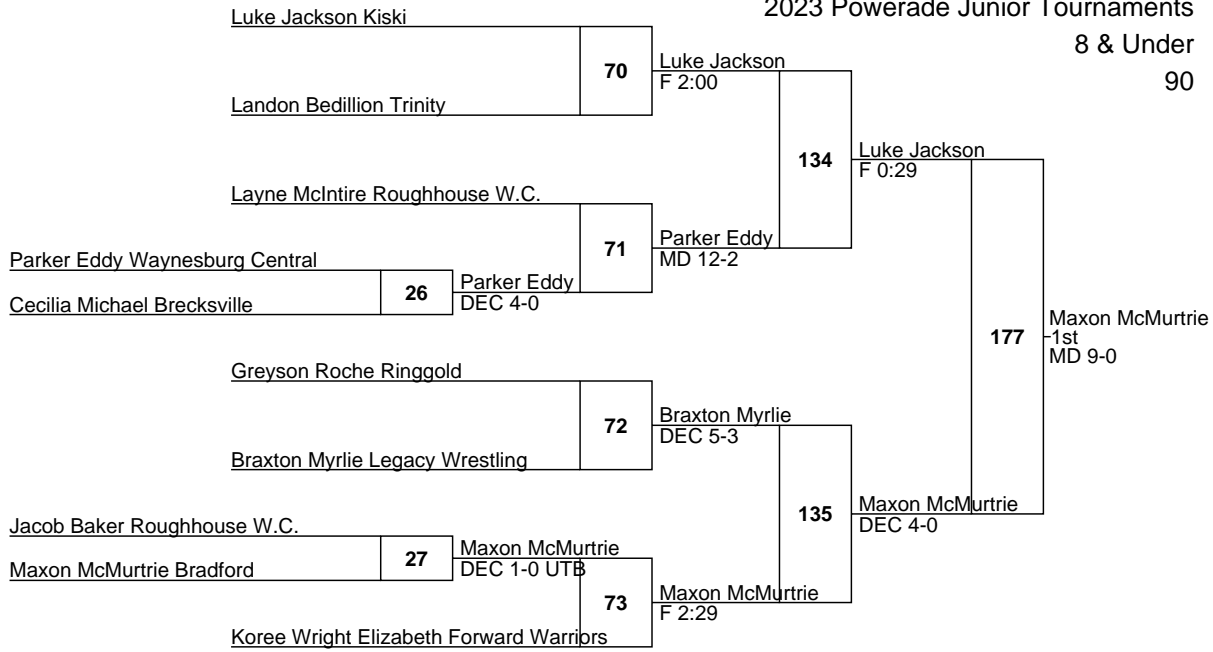 2023 Powerade Junior Tournaments
8 & Under
90
Luke Jackson Kiski
70
Luke Jackson
F 2:00
Landon Bedillion Trinity
134
Luke Jackson
F 0:29
Layne McIntire Roughhouse W.C.
71
Parker Eddy
MD 12-2
Parker Eddy Waynesburg Central
26
Parker Eddy
DEC 4-0
Cecilia Michael Brecksville
177
Maxon McMurtrie
1st
MD 9-0
Greyson Roche Ringgold
72
Braxton Myrlie
DEC 5-3
Braxton Myrlie Legacy Wrestling
135
Maxon McMurtrie
DEC 4-0
Jacob Baker Roughhouse W.C.
27
Maxon McMurtrie
DEC 1-0 UTB
Maxon McMurtrie Bradford
73
Maxon McMurtrie
F 2:29
Koree Wright Elizabeth Forward Warriors